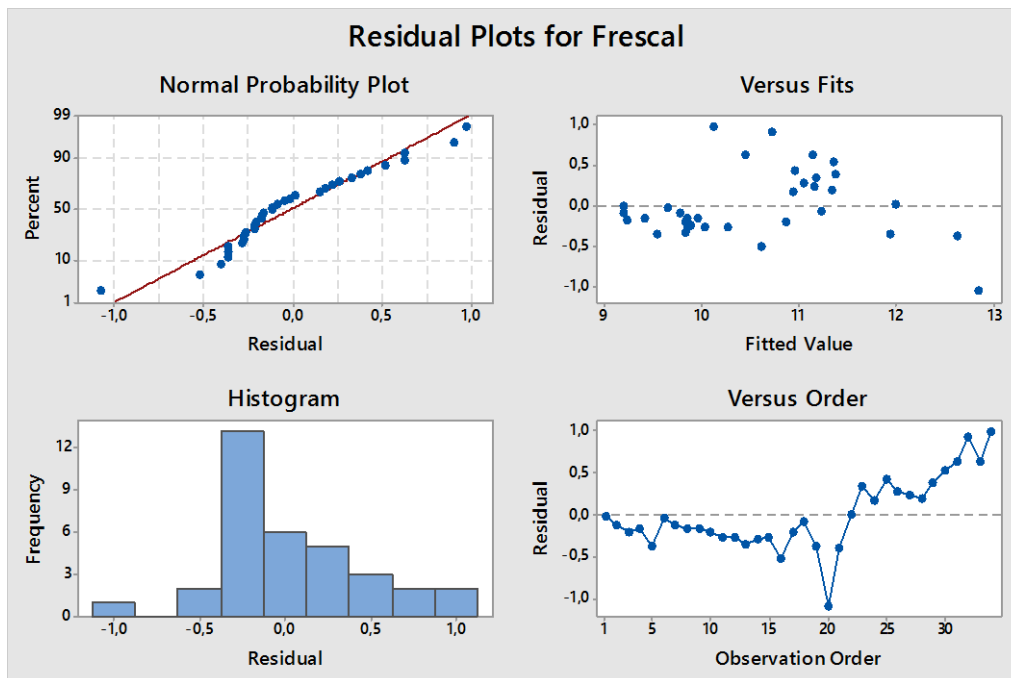 Residual Plots for Frescal
Normal Probability Plot
99
90
50
10
1
Percent
-1,0 -0,5 0,0 0,5 1,0
Residual
Versus Fits
1,0
0,5
0,0
-0,5
-1,0
Residual
9 10 11 12 13
Fitted Value
Histogram
12
9
6
3
0
Frequency
-1,0 -0,5 0,0 0,5 1,0
Residual
Versus Order
1,0
0,5
0,0
-0,5
-1,0
Residual
1 5 10 15 20 25 30
Observation Order